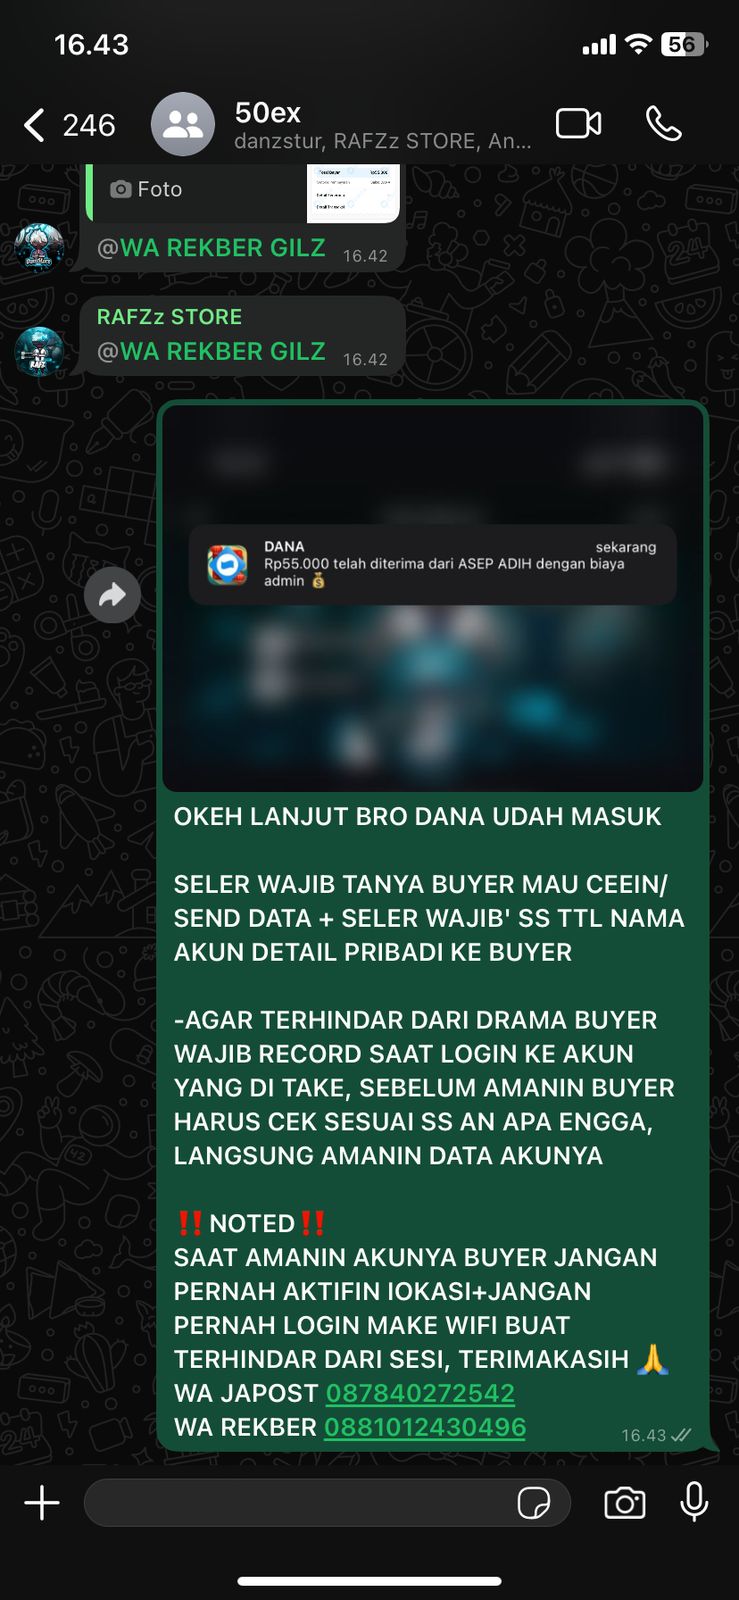 16.43
56
246
50ex
danzstur, RAFZz STORE, An...
Foto
@WA REKBER GILZ 16.42
RAFZz STORE
@WA REKBER GILZ 16.42
DANA sekarang
Rp55.000 telah diterima dari ASEP ADIH dengan biaya
admin 💰
OKEH LANJUT BRO DANA UDAH MASUK
SELER WAJIB TANYA BUYER MAU CEEIN/
SEND DATA + SELER WAJIB' SS TTL NAMA
AKUN DETAIL PRIBADI KE BUYER
-AGAR TERHINDAR DARI DRAMA BUYER
WAJIB RECORD SAAT LOGIN KE AKUN
YANG DI TAKE, SEBELUM AMANIN BUYER
HARUS CEK SESUAI SS AN APA ENGGA,
LANGSUNG AMANIN DATA AKUNYA
‼️NOTED‼️
SAAT AMANIN AKUNYA BUYER JANGAN
PERNAH AKTIFIN lOKASI+JANGAN
PERNAH LOGIN MAKE WIFI BUAT
TERHINDAR DARI SESI, TERIMAKASIH 🙏
WA JAPOST 087840272542
WA REKBER 0881012430496
16.43